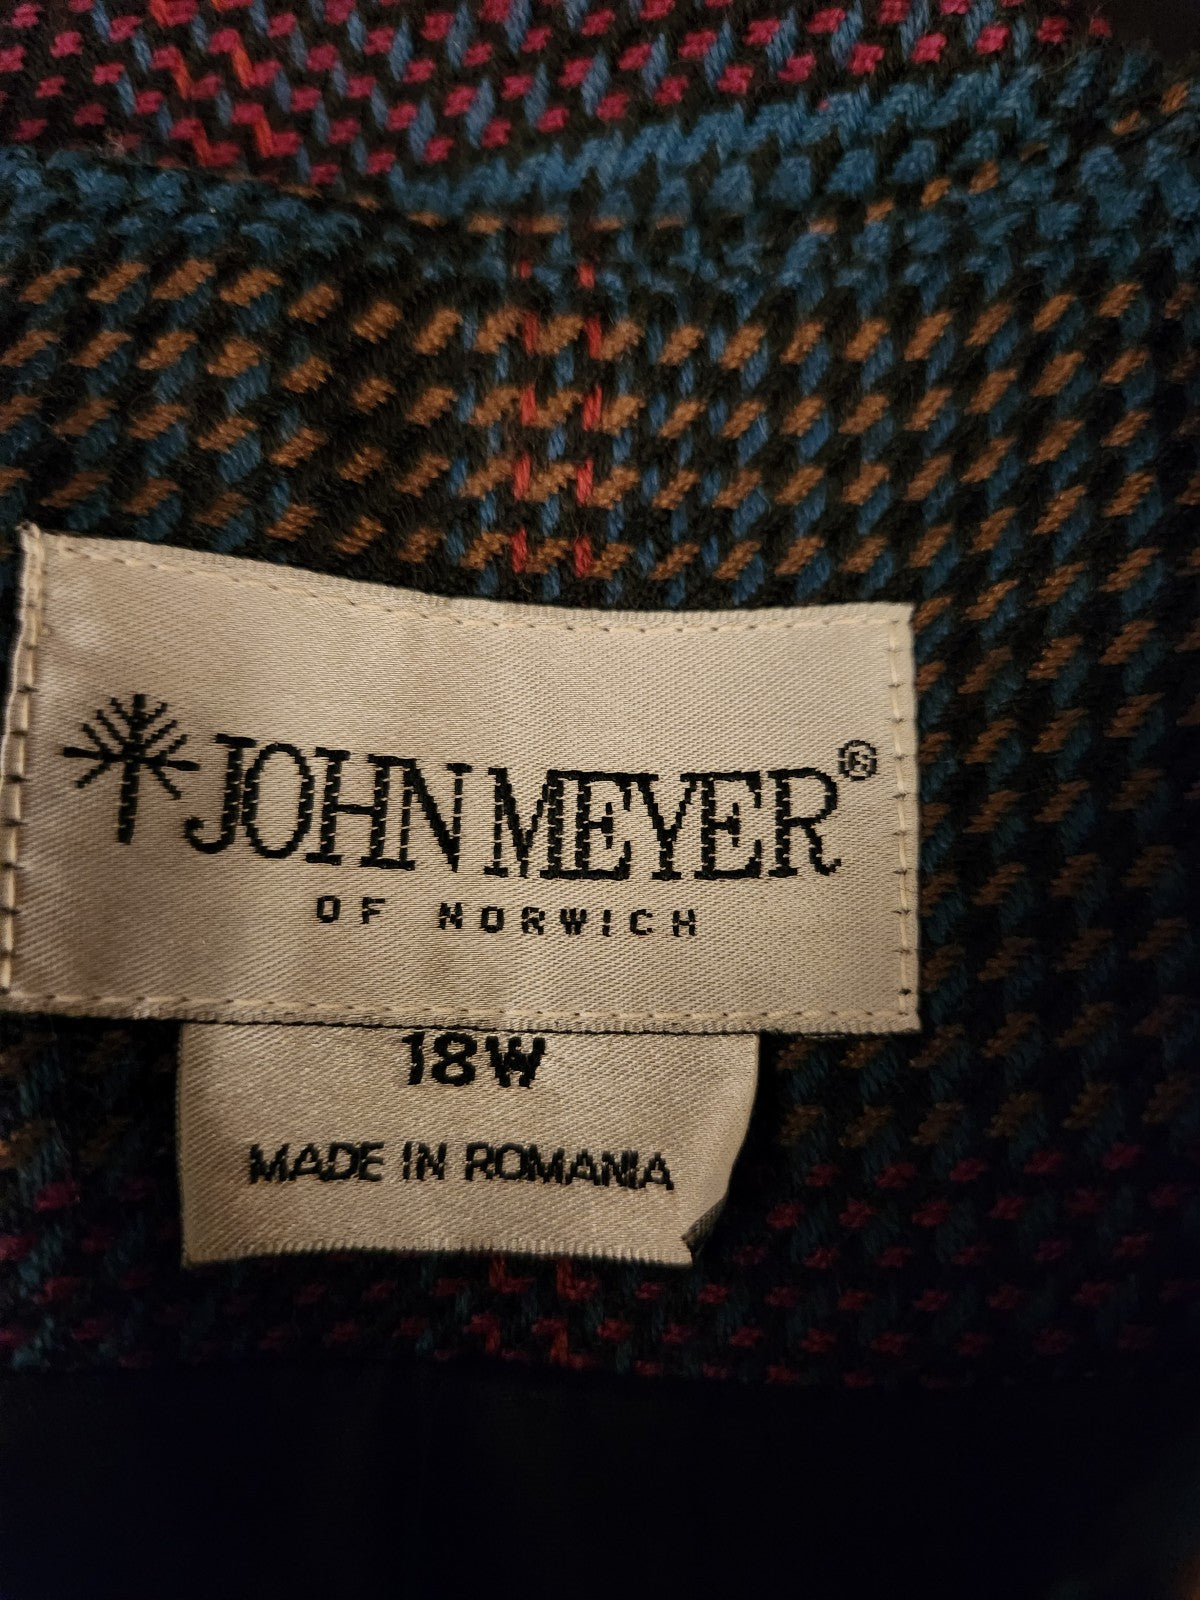 JOHN MEYER®
OF NORWICH
18W
MADE IN ROMANIA